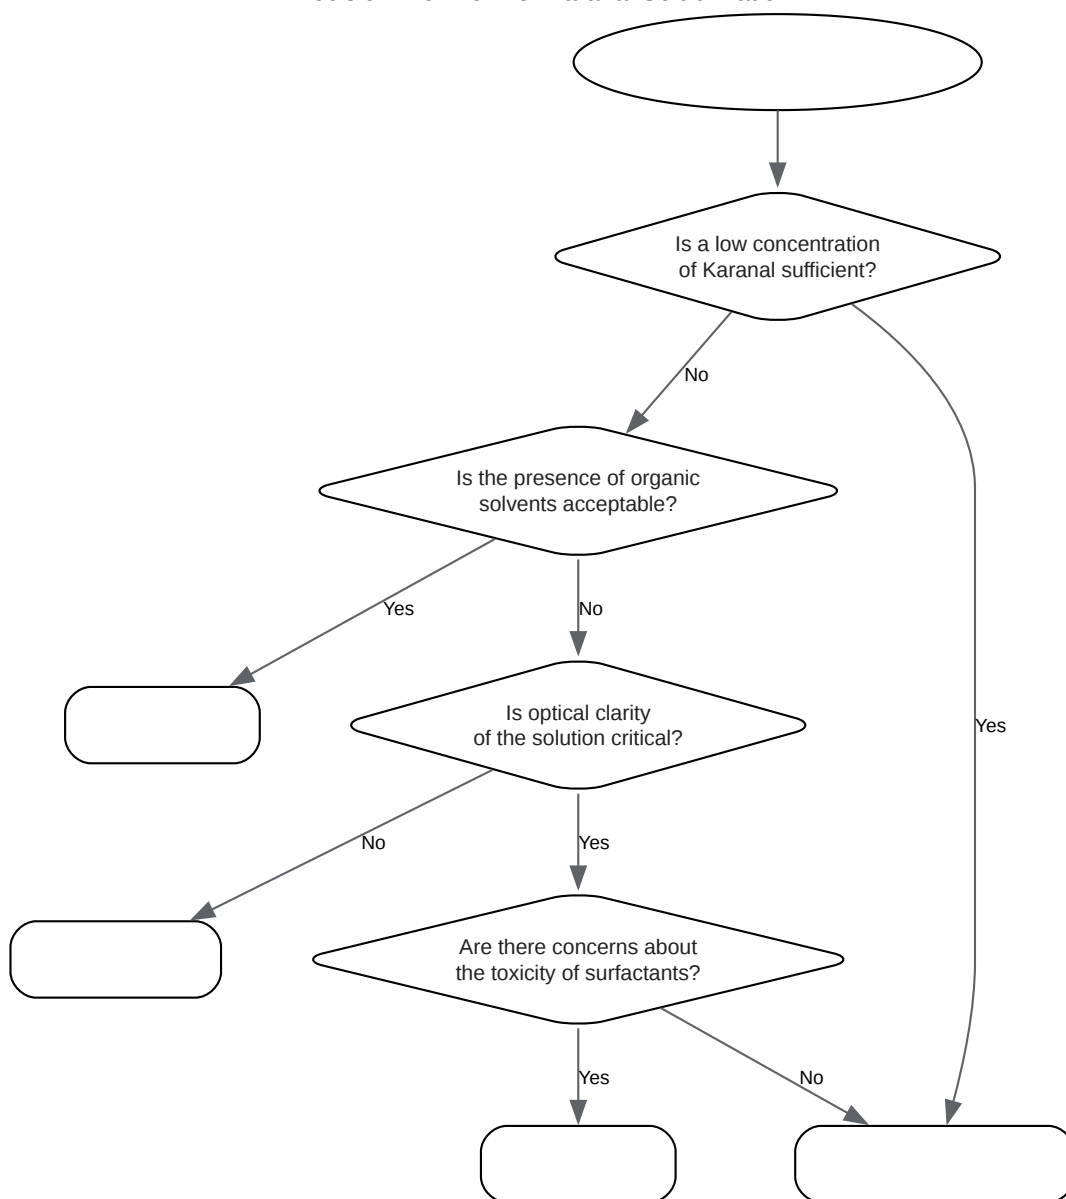 Is a low concentration
of Karanal sufficient?
No
Is the presence of organic
solvents acceptable?
Yes
No
Is optical clarity
of the solution critical?
Yes
No
Yes
Are there concerns about
the toxicity of surfactants?
Yes
No